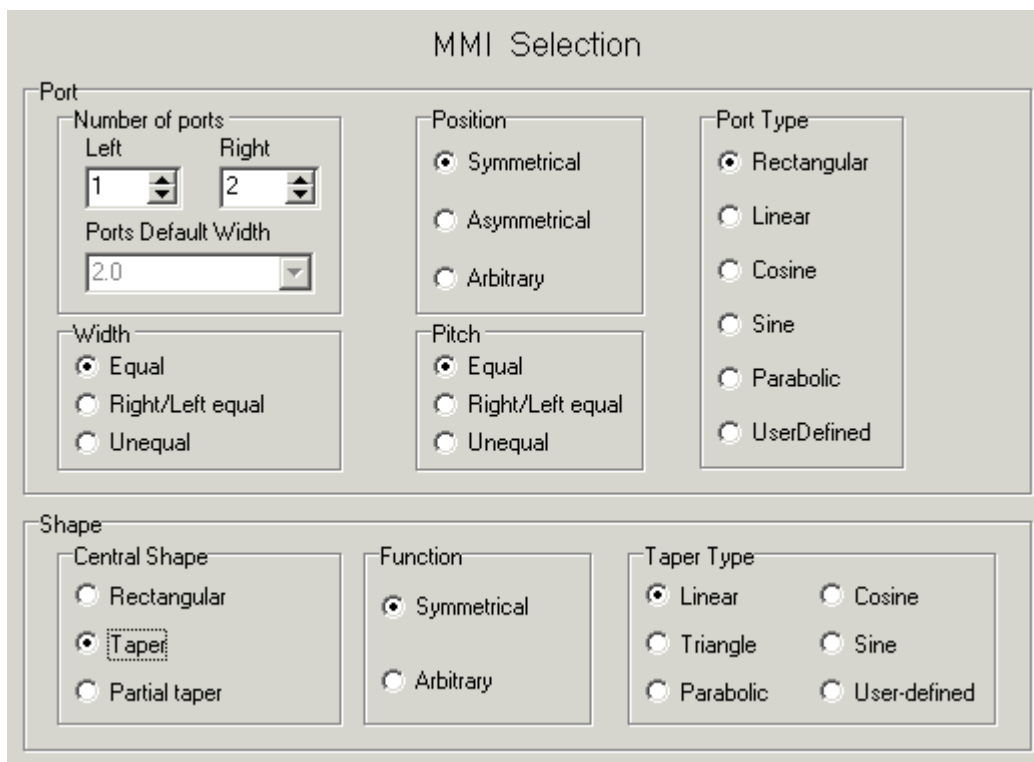 MMI Selection
Port
Number of ports
Left Right
1 2
Ports Default Width
2.0
Position
Symmetrical
Asymmetrical
Arbitrary
Port Type
Rectangular
Linear
Cosine
Sine
Parabolic
UserDefined
Width
Equal
Right/Left equal
Unequal
Pitch
Equal
Right/Left equal
Unequal
Shape
Central Shape
Rectangular
Taper
Partial taper
Function
Symmetrical
Arbitrary
Taper Type
Linear Cosine
Triangle Sine
Parabolic User-defined